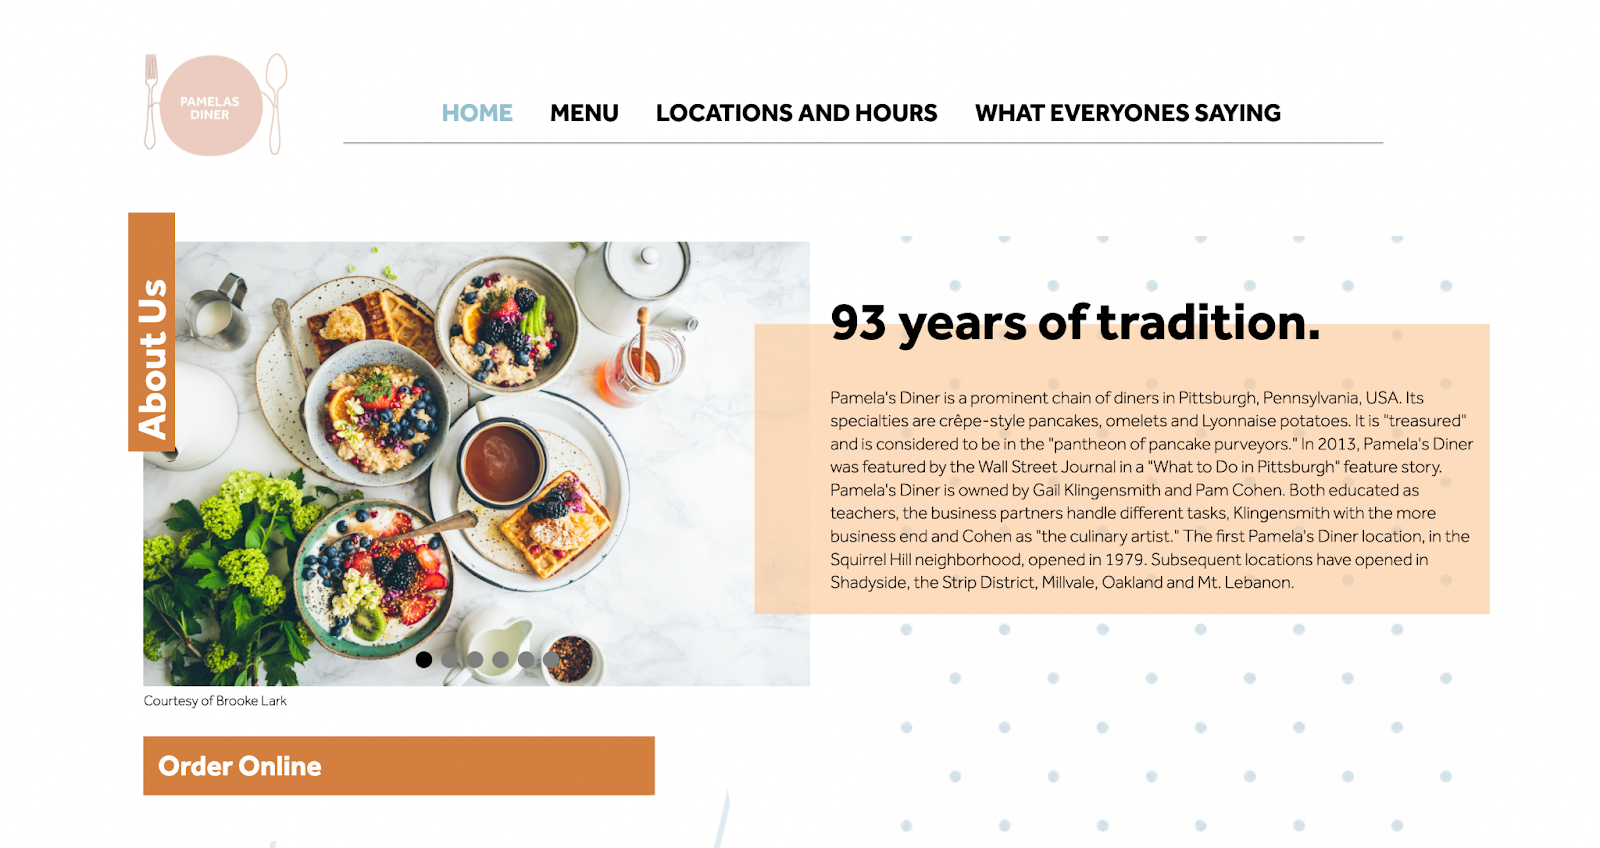 PAMELAS
DINER
HOME MENU LOCATIONS AND HOURS WHAT EVERYONES SAYING
About Us
93 years of tradition.
Pamela's Diner is a prominent chain of diners in Pittsburgh, Pennsylvania, USA. Its
specialties are crêpe-style pancakes, omelets and Lyonnaise potatoes. It is "treasured"
and is considered to be in the "pantheon of pancake purveyors." In 2013, Pamela's Diner
was featured by the Wall Street Journal in a "What to Do in Pittsburgh" feature story.
Pamela's Diner is owned by Gail Klingensmith and Pam Cohen. Both educated as
teachers, the business partners handle different tasks, Klingensmith with the more
business end and Cohen as "the culinary artist." The first Pamela's Diner location, in the
Squirrel Hill neighborhood, opened in 1979. Subsequent locations have opened in
Shadyside, the Strip District, Millvale, Oakland and Mt. Lebanon.
Courtesy of Brooke Lark
Order Online